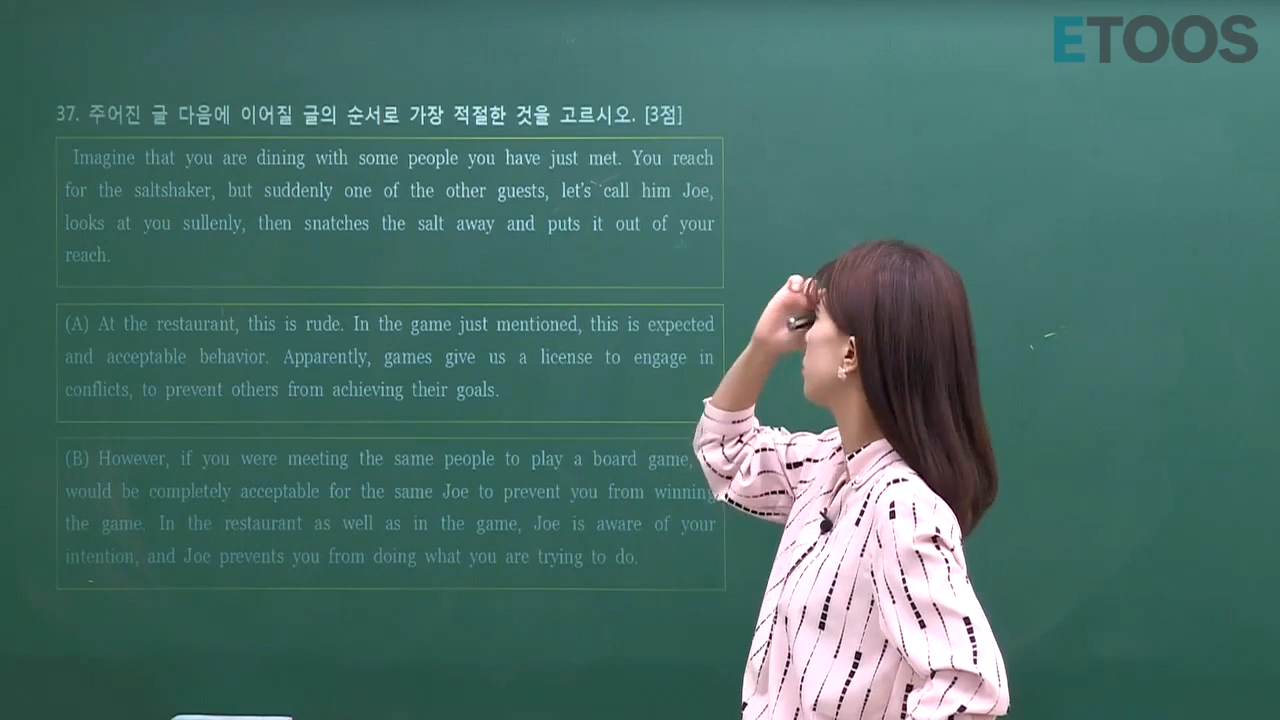 ETOOS
37. 주어진 글 다음에 이어질 글의 순서로 가장 적절한 것을 고르시오. [3점]
Imagine that you are dining with some people you have just met. You reach
for the saltshaker, but suddenly one of the other guests, let's call him Joe,
looks at you sullenly, then snatches the salt away and puts it out of your
reach.
(A) At the restaurant, this is rude. In the game just mentioned, this is expected
and acceptable behavior. Apparently, games give us a license to engage in
conflicts, to prevent others from achieving their goals.
(B) However, if you were meeting the same people to play a board game,
would be completely acceptable for the same Joe to prevent you from winning
the game. In the restaurant as well as in the game, Joe is aware of your
intention, and Joe prevents you from doing what you are trying to do.